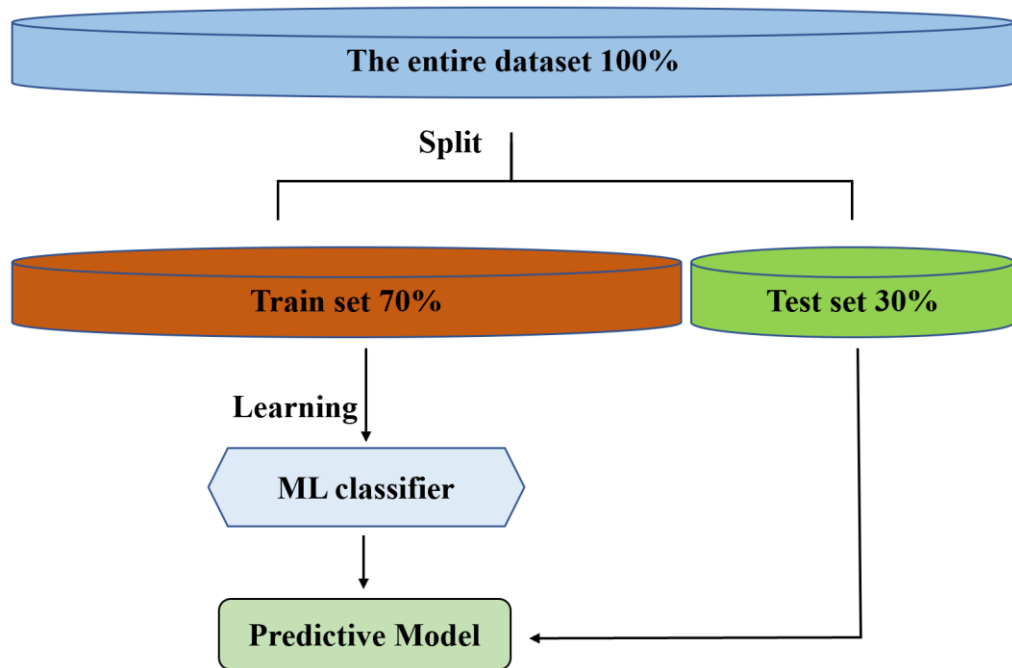 The entire dataset 100%
Split
Train set 70%
Test set 30%
Learning
ML classifier
Predictive Model